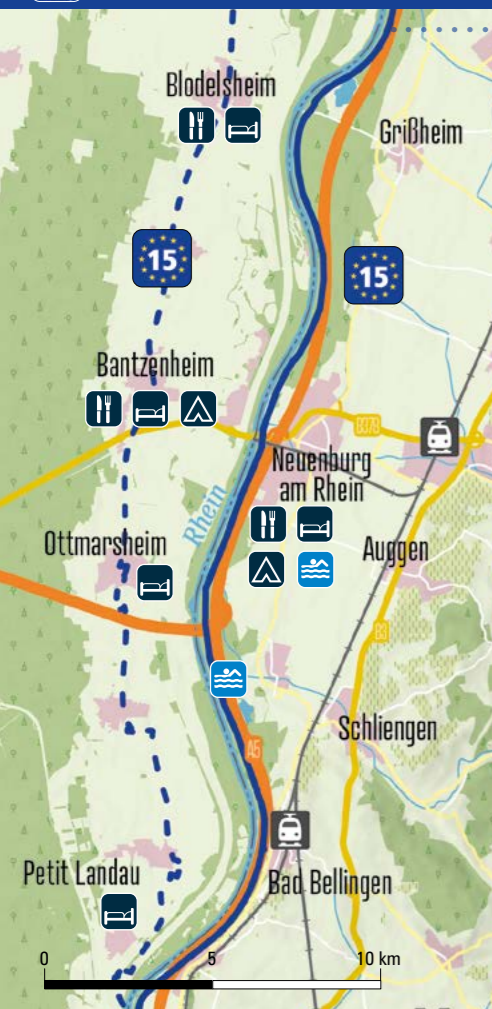 Blodelsheim
Grißheim
15
15
Bantzenheim
B378
Neuenburg
am Rhein
Rhein
Ottmarsheim
Auggen
B3
Schliengen
A5
Petit Landau
Bad Bellingen
0 5 10 km